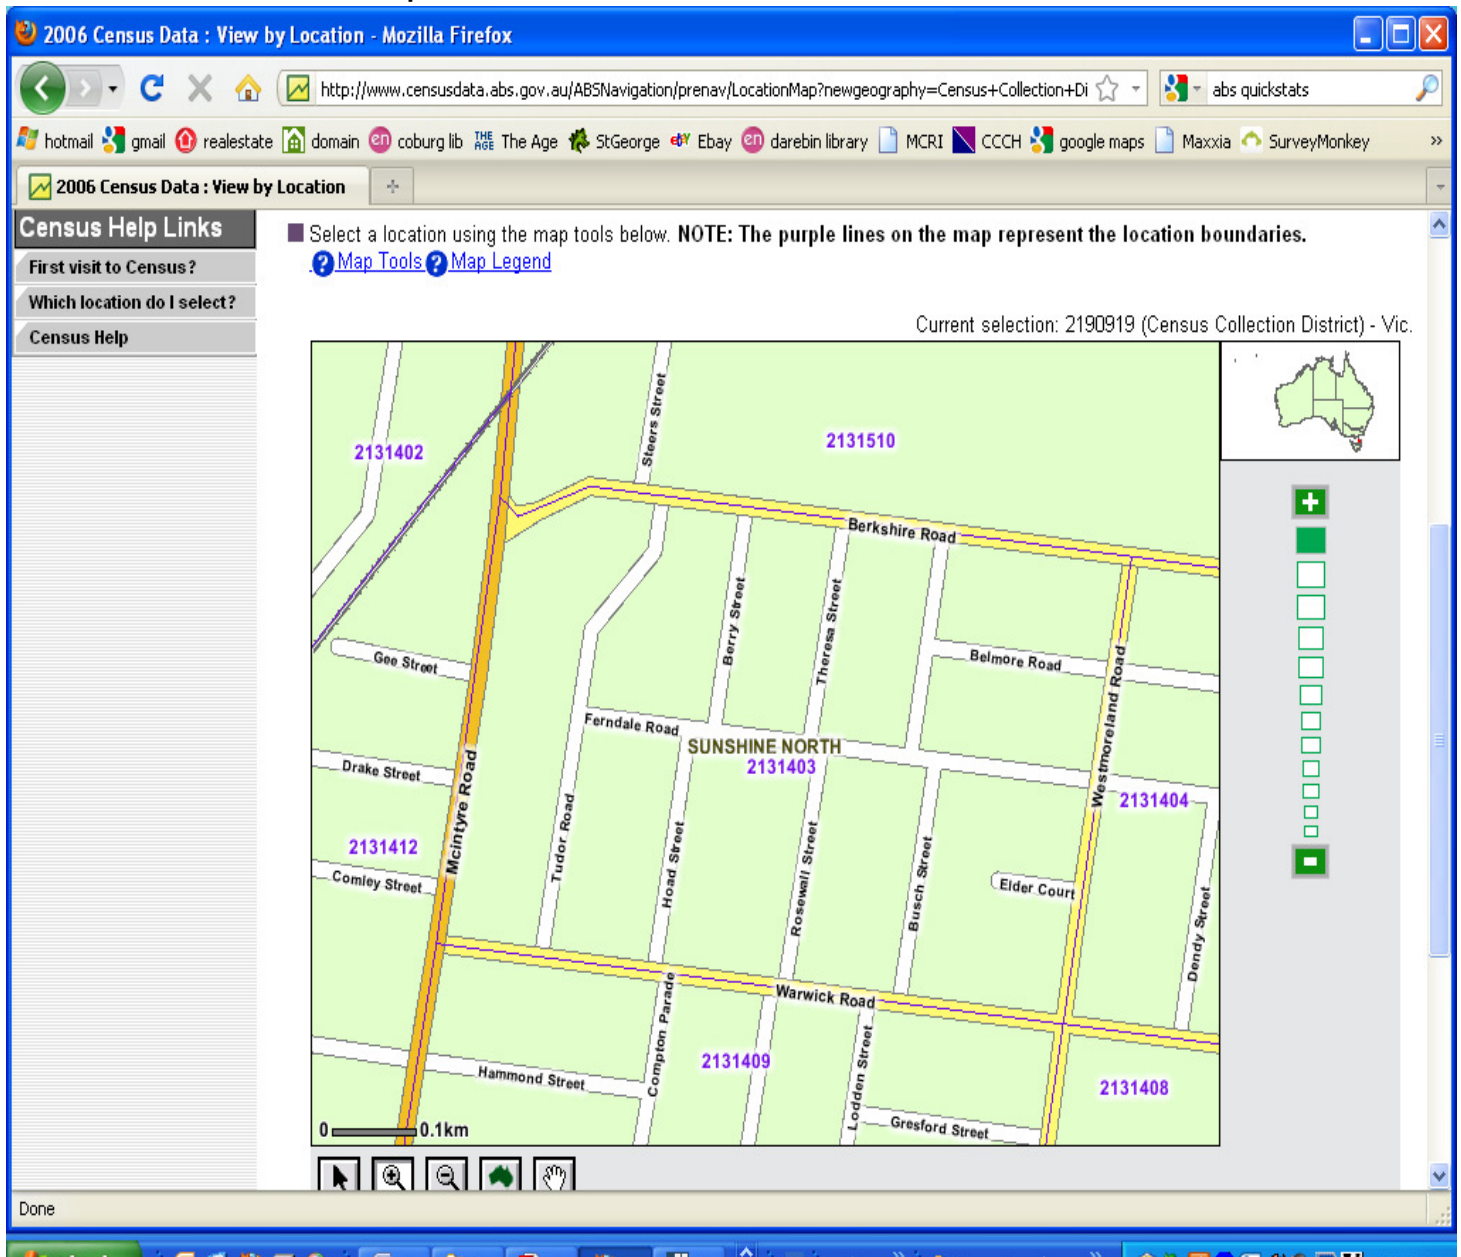 2006 Census Data : View by Location - Mozilla Firefox
http://www.censusdata.abs.gov.au/ABSNavigation/prenav/LocationMap?newgeography=Census+Collection+Di
abs quickstats
hotmail gmail realestate domain coburg lib The Age StGeorge Ebay darebin library MCRI CCCH google maps Maxxia SurveyMonkey »
2006 Census Data : View by Location
Census Help Links
First visit to Census?
Which location do I select?
Census Help
Select a location using the map tools below. NOTE: The purple lines on the map represent the location boundaries.
Map Tools Map Legend
Current selection: 2190919 (Census Collection District) - Vic.
Steers Street
2131402
2131510
Berkshire Road
Berry Street
Theresa Street
Gee Street
Belmore Road
Westmoreland Road
Ferndale Road
SUNSHINE NORTH
2131403
Drake Street
Mcintyre Road
2131404
Tudor Road
Hoad Street
Rosewall Street
Busch Street
2131412
Comley Street
Elder Court
Dendy Street
Warwick Road
Compton Parade
2131409
Lodden Street
Hammond Street
2131408
Gresford Street
0 0.1km
Done